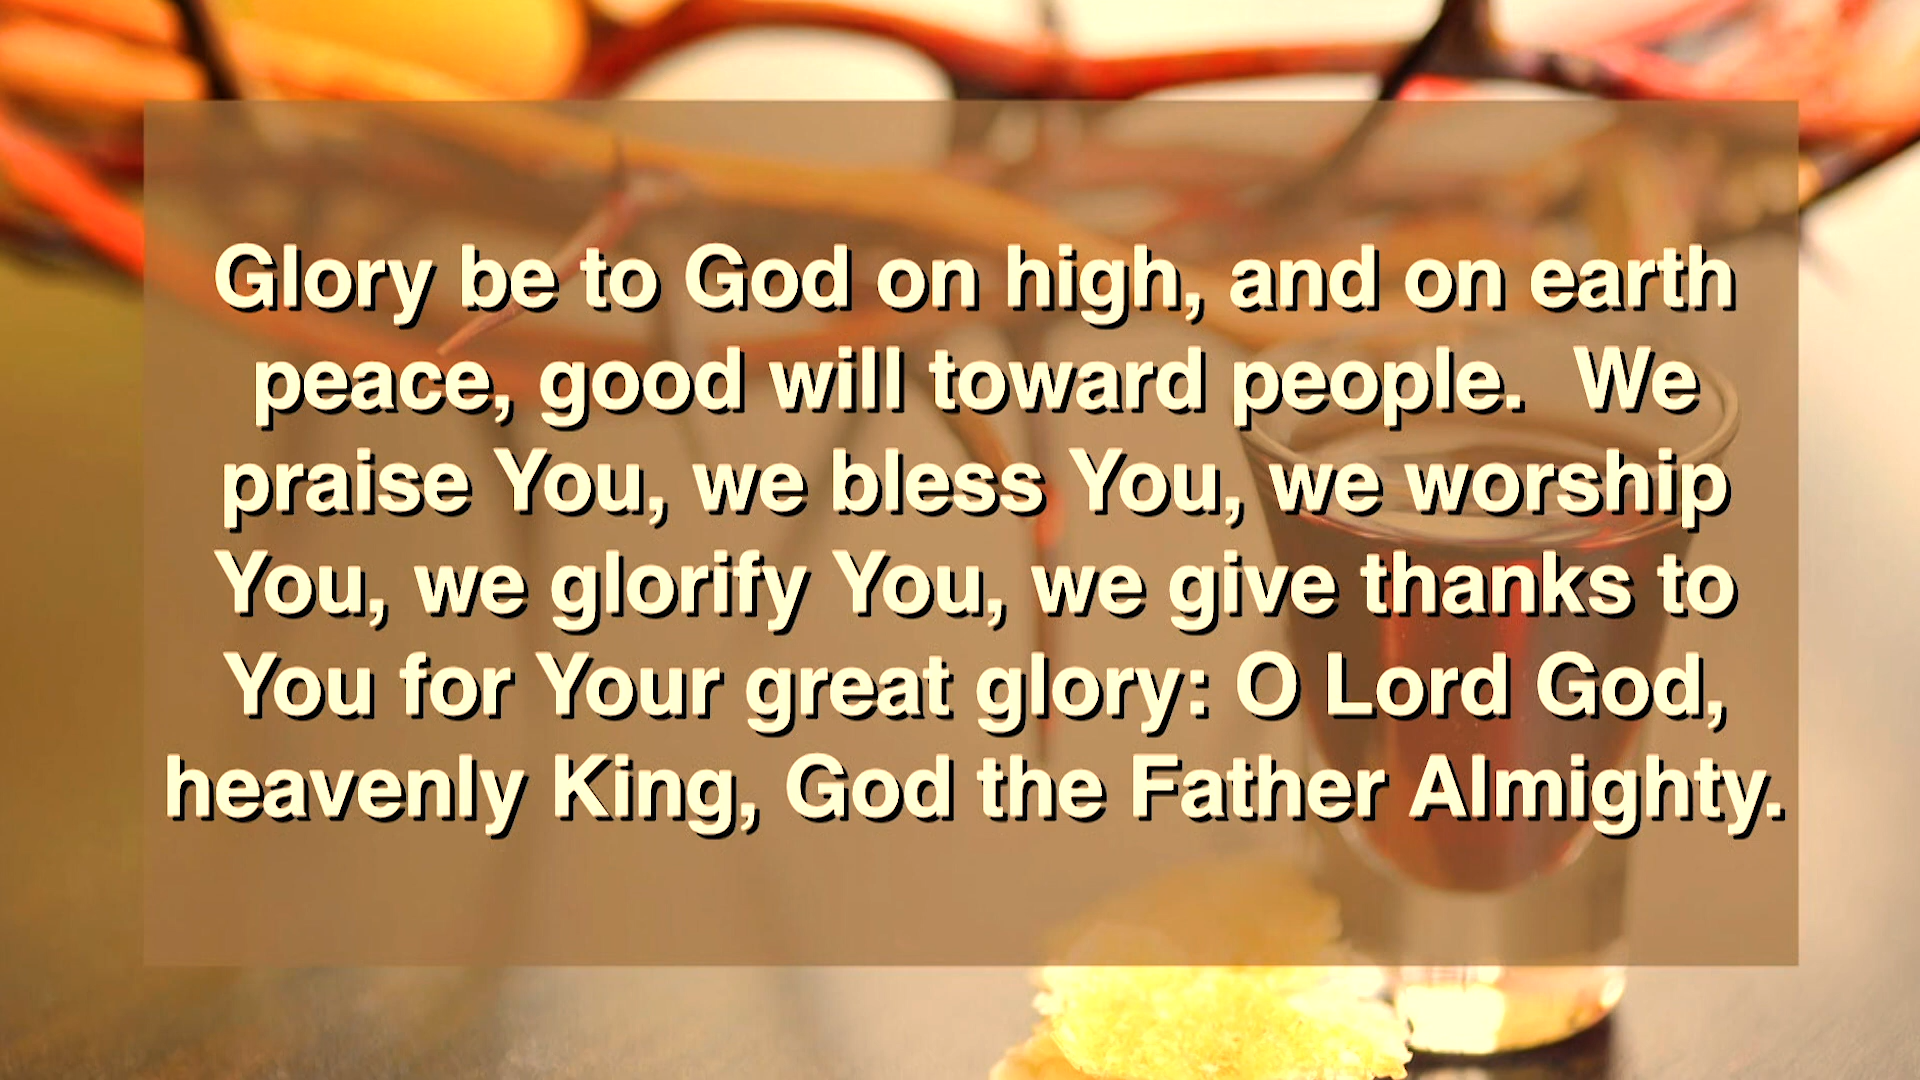 Glory be to God on high, and on earth
peace, good will toward people.  We
praise You, we bless You, we worship
You, we glorify You, we give thanks to
You for Your great glory: O Lord God,
heavenly King, God the Father Almighty.